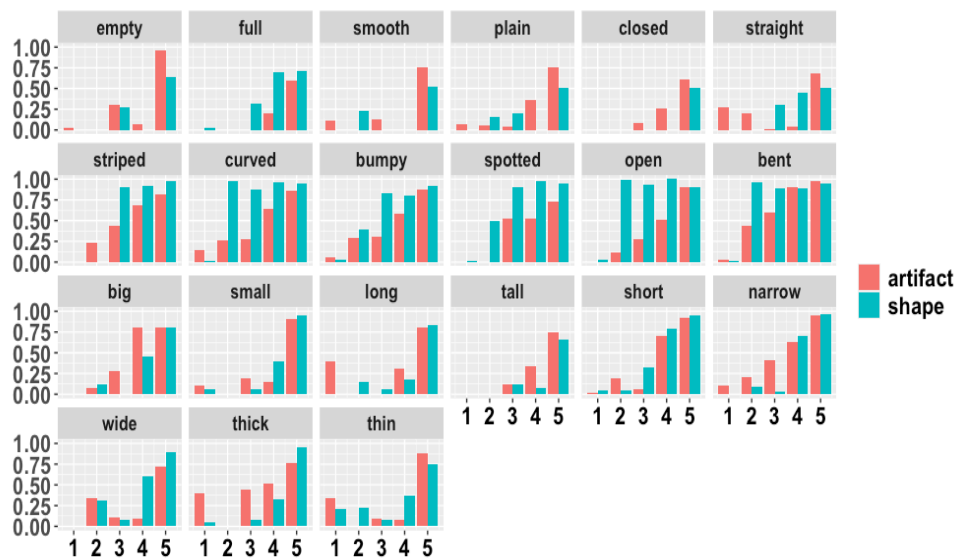 empty full smooth plain closed straight
1.00
0.75
0.50
0.25
0.00
striped curved bumpy spotted open bent
1.00
0.75
0.50
0.25
0.00
artifact
shape
big small long tall short narrow
1.00
0.75
0.50
0.25
0.00
1 2 3 4 5 1 2 3 4 5 1 2 3 4 5
wide thick thin
1.00
0.75
0.50
0.25
0.00
1 2 3 4 5 1 2 3 4 5 1 2 3 4 5